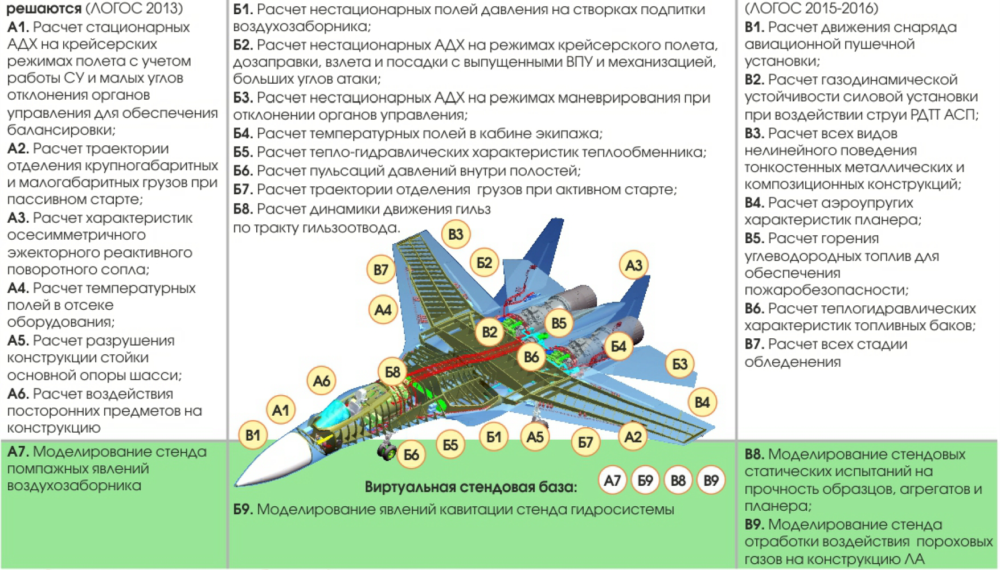 решаются (ЛОГОС 2013)
А1. Расчет стационарных
АДХ на крейсерских
режимах полета с учетом
работы СУ и малых углов
отклонения органов
управления для обеспечения
балансировки;
А2. Расчет траектории
отделения крупногабаритных
и малогабаритных грузов при
пассивном старте;
А3. Расчет характеристик
осесимметричного
эжекторного реактивного
поворотного сопла;
А4. Расчет температурных
полей в отсеке
оборудования;
А5. Расчет разрушения
конструкции стойки
основной опоры шасси;
А6. Расчет воздействия
посторонних предметов на
конструкцию
А7. Моделирование стенда
помпажных явлений
воздухозаборника
Б1. Расчет нестационарных полей давления на створках подпитки
воздухозаборника;
Б2. Расчет нестационарных АДХ на режимах крейсерского полета,
дозаправки, взлета и посадки с выпущенными ВПУ и механизацией,
больших углов атаки;
Б3. Расчет нестационарных АДХ на режимах маневрирования при
отклонении органов управления;
Б4. Расчет температурных полей в кабине экипажа;
Б5. Расчет тепло-гидравлических характеристик теплообменника;
Б6. Расчет пульсаций давлений внутри полостей;
Б7. Расчет траектории отделения грузов при активном старте;
Б8. Расчет динамики движения гильз
по тракту гильзоотвода.
В3
Б2
В7
А3
А4
В2
В5
Б4
В6
Б3
Б8
А6
В4
А1
В1
Б1
А5
Б7
А2
Б5
Б6
Виртуальная стендовая база: А7 Б9 В8 В9
Б9. Моделирование явлений кавитации стенда гидросистемы
(ЛОГОС 2015-2016)
В1. Расчет движения снаряда
авиационной пушечной
установки;
В2. Расчет газодинамической
устойчивости силовой установки
при воздействии струи РДТТ АСП;
В3. Расчет всех видов
нелинейного поведения
тонкостенных металлических и
композиционных конструкций;
В4. Расчет аэроупругих
характеристик планера;
В5. Расчет горения
углеводородных топлив для
обеспечения
пожаробезопасности;
В6. Расчет теплогидравлических
характеристик топливных баков;
В7. Расчет всех стадии
обледенения
В8. Моделирование стендовых
статических испытаний на
прочность образцов, агрегатов и
планера;
В9. Моделирование стенда
отработки воздействия пороховых
газов на конструкцию ЛА